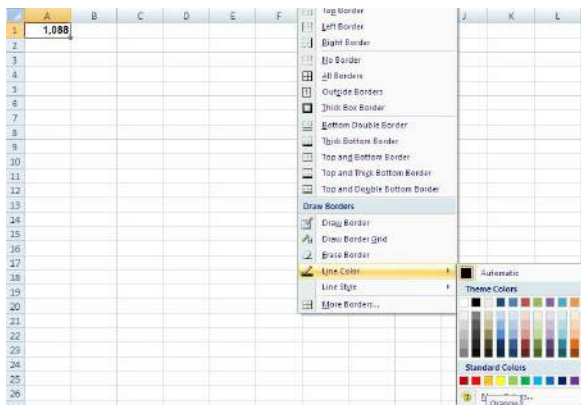 A B C D E F J K L
1 1,088
2
3
4
5
6
7
8
9
10
11
12
13
14
15
16
17
18
19
20
21
22
23
24
25
26
Top Border
Left Border
Right Border
No Border
All Borders
Outside Borders
Thick Box Border
Bottom Double Border
Thick Bottom Border
Top and Bottom Border
Top and Thick Bottom Border
Top and Double Bottom Border
Draw Borders
Draw Border
Draw Border Grid
Erase Border
Line Color
Line Style
More Borders...
Automatic
Theme Colors
Standard Colors
Orange